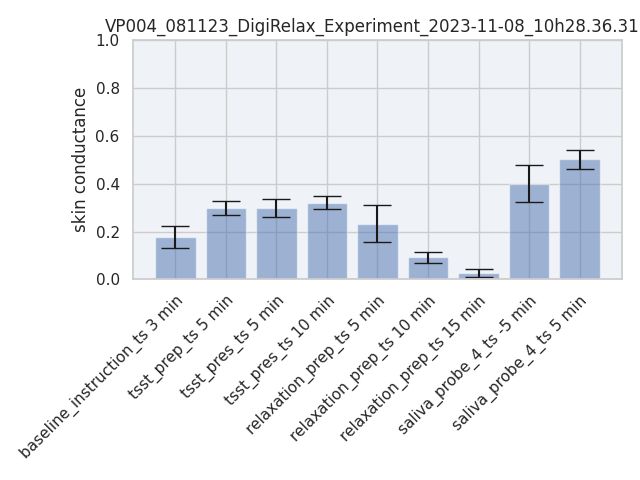 VP004_081123_DigiRelax_Experiment_2023-11-08_10h28.36.31
1.0
0.8
0.6
0.4
0.2
0.0
skin conductance
baseline_instruction_ts 3 min
tsst_prep_ts 5 min
tsst_pres_ts 5 min
tsst_pres_ts 10 min
relaxation_prep_ts 5 min
relaxation_prep_ts 10 min
relaxation_prep_ts 15 min
saliva_probe_4_ts -5 min
saliva_probe_4_ts 5 min